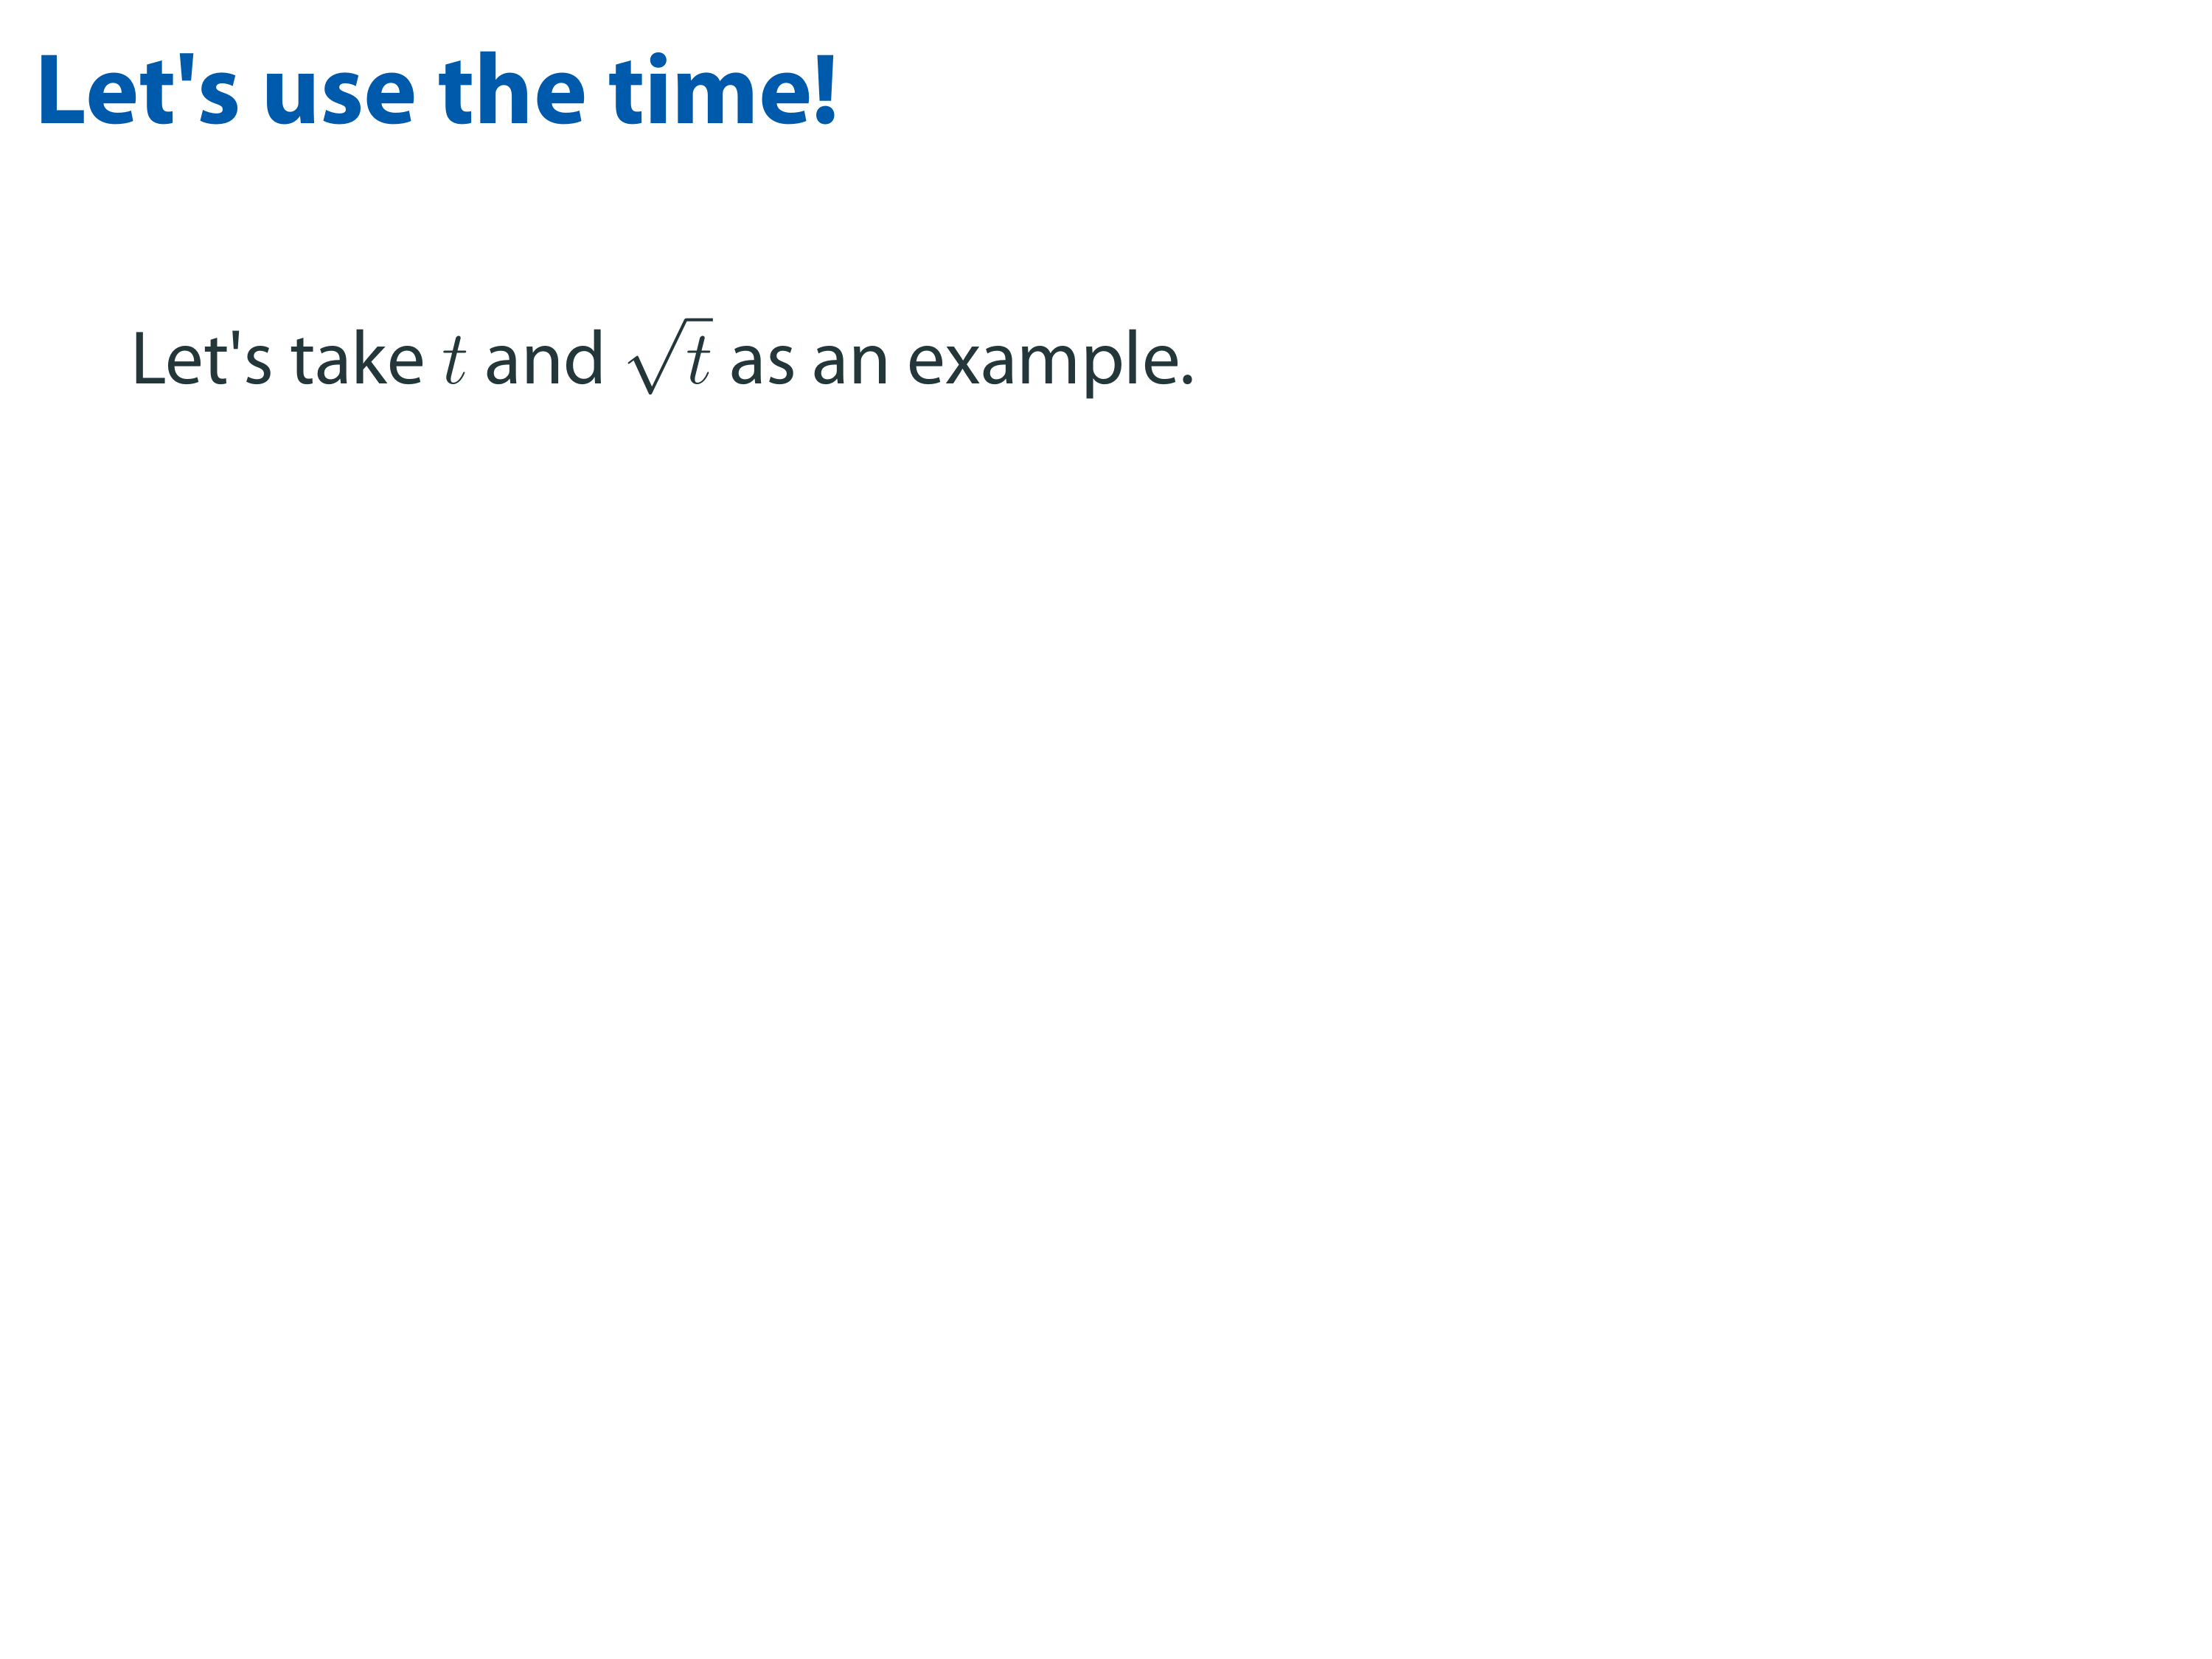 Let's use the time!
Let's take t and √t as an example.